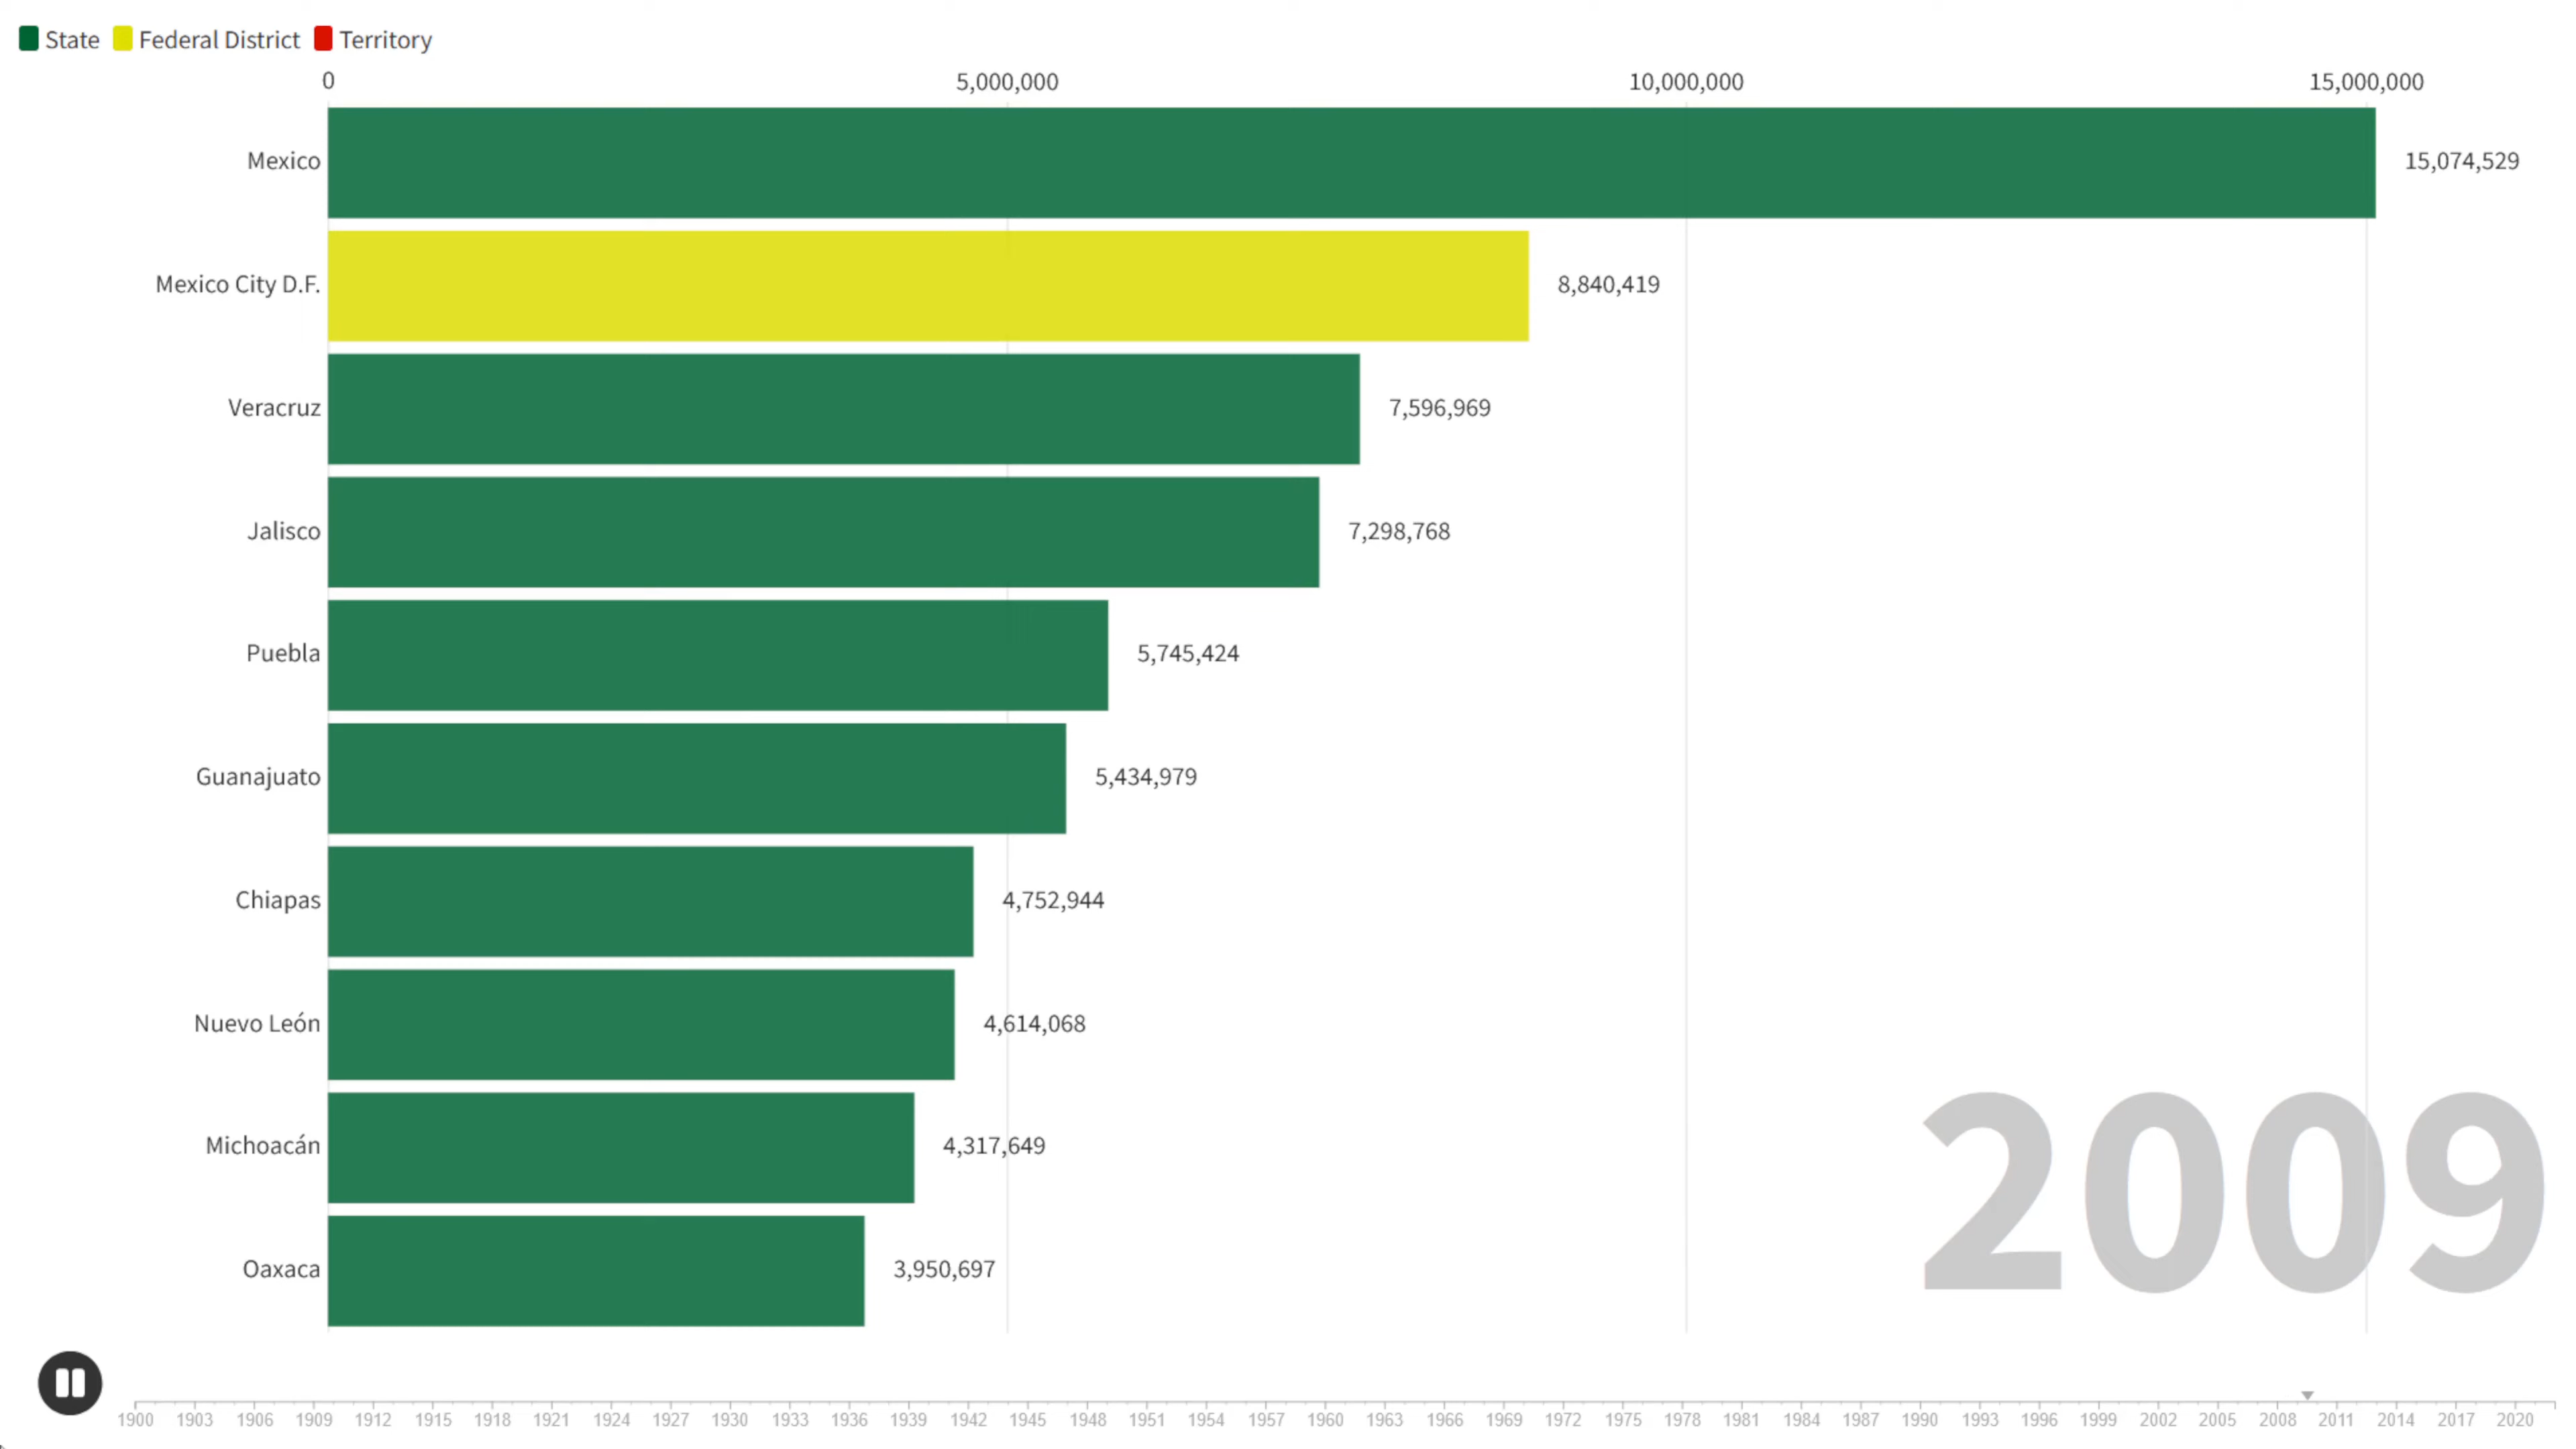 State Federal District Territory
0 5,000,000 10,000,000 15,000,000
Mexico 15,074,529
Mexico City D.F. 8,840,419
Veracruz 7,596,969
Jalisco 7,298,768
Puebla 5,745,424
Guanajuato 5,434,979
Chiapas 4,752,944
Nuevo León 4,614,068
Michoacán 4,317,649
Oaxaca 3,950,697
2009
1900 1903 1906 1909 1912 1915 1918 1921 1924 1927 1930 1933 1936 1939 1942 1945 1948 1951 1954 1957 1960 1963 1966 1969 1972 1975 1978 1981 1984 1987 1990 1993 1996 1999 2002 2005 2008 2011 2014 2017 2020